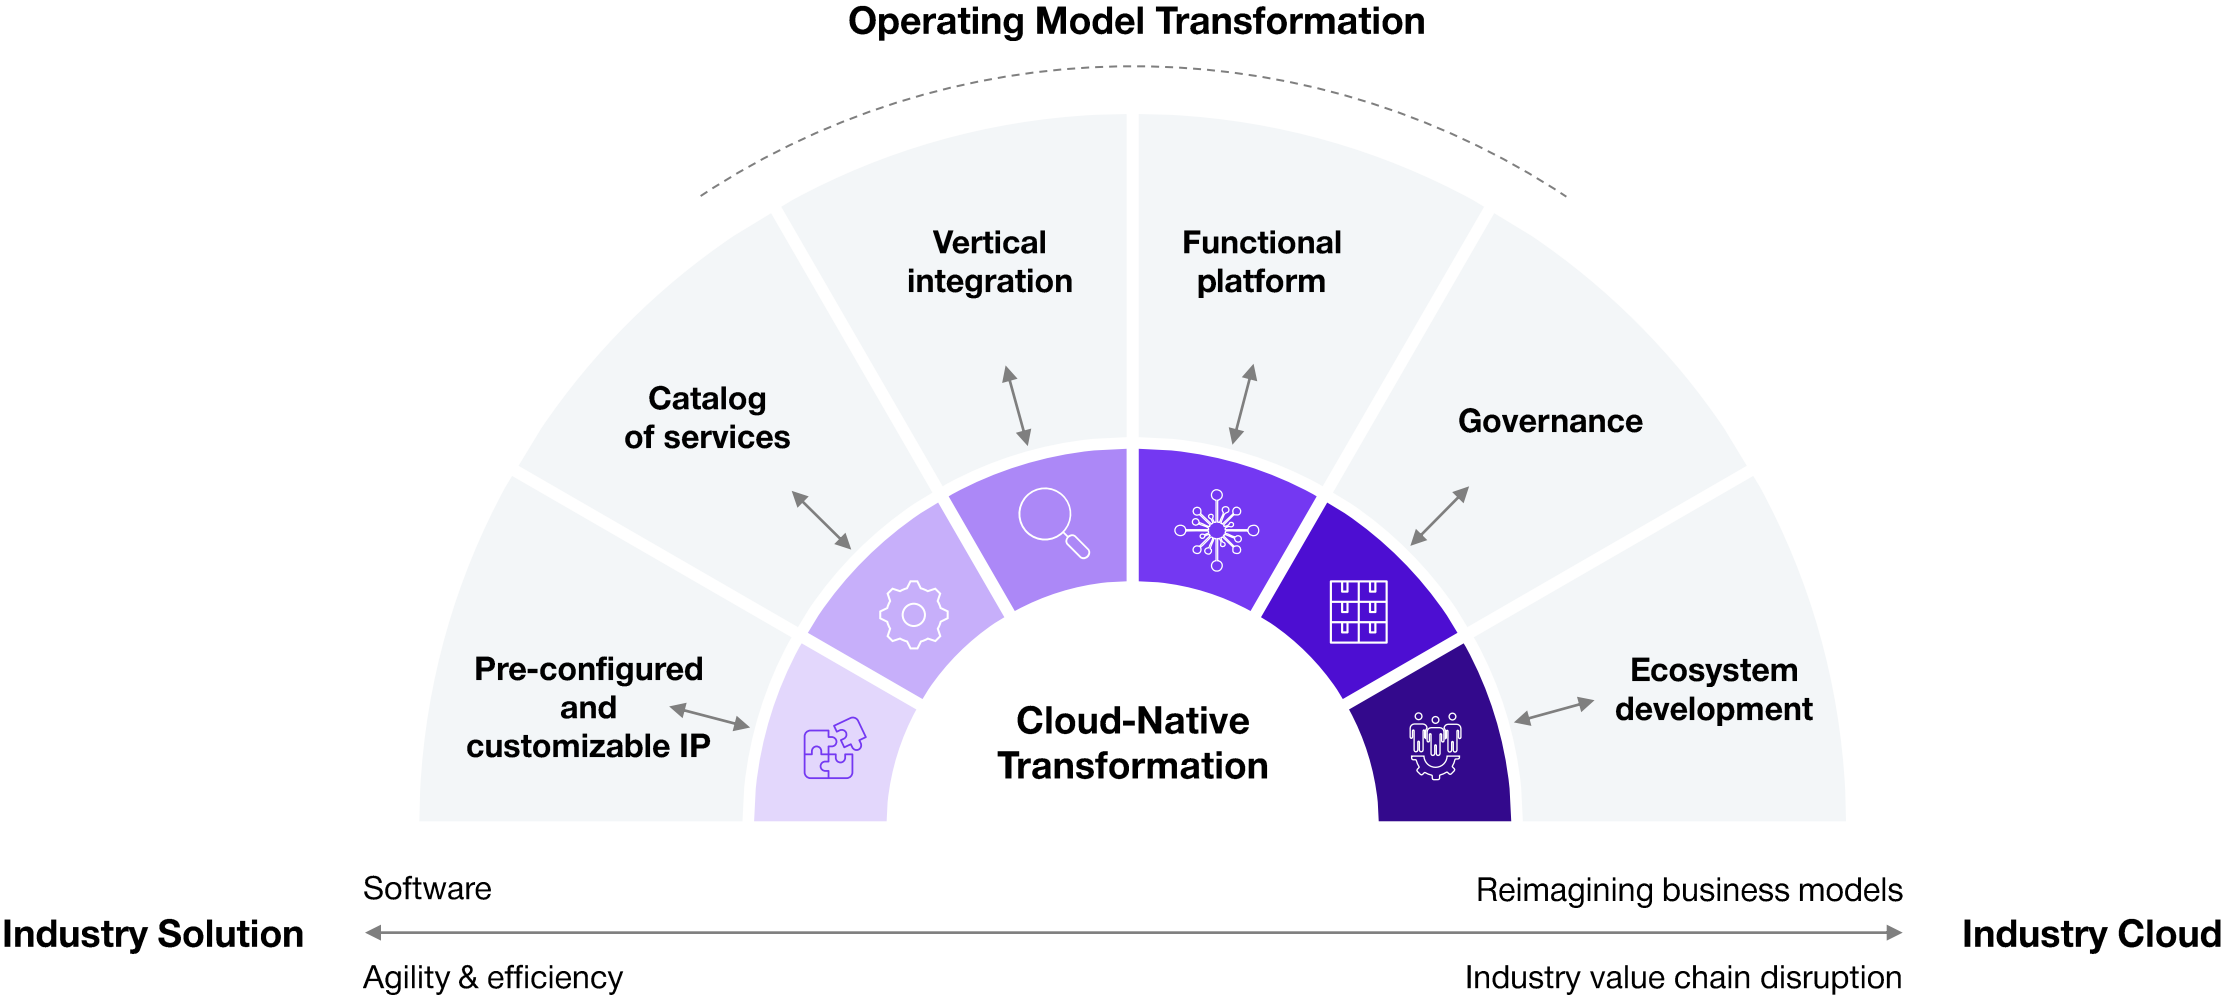 Operating Model Transformation
Vertical
integration
Functional
platform
Catalog
of services
Governance
Pre-configured
and
customizable IP
Ecosystem
development
Cloud-Native
Transformation
Software
Reimagining business models
Industry Solution
Industry Cloud
Agility & efficiency
Industry value chain disruption